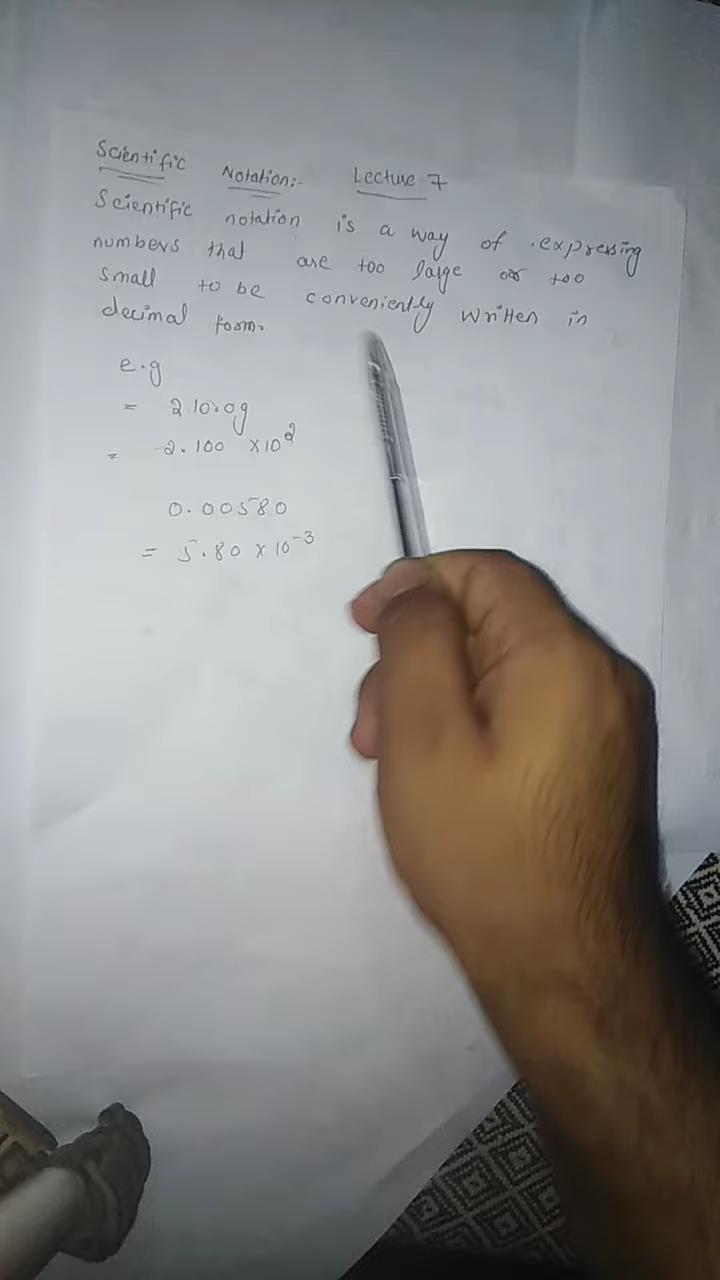 Scientific Notation:- Lecture 7
Scientific notation is a way of expressing
numbers that are too large or too
small to be conveniently written in
decimal form.
e.g
= 210.0g
= 2.100 ×10²
0.00580
= 5.80 × 10⁻³